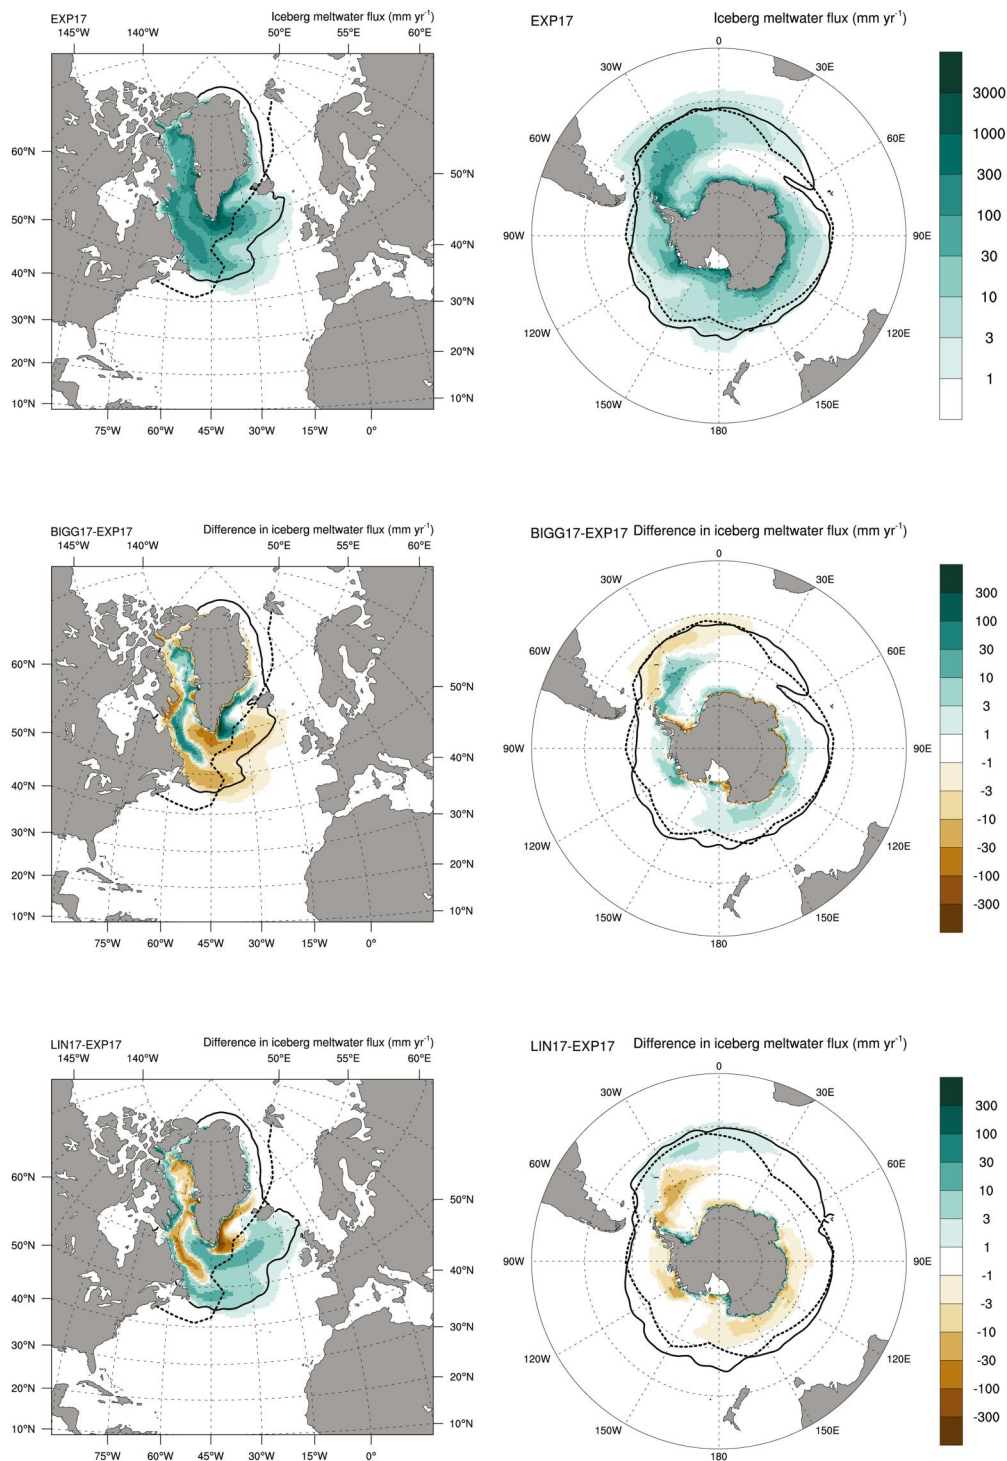 EXP17 Iceberg meltwater flux (mm yr⁻¹)
145°W 140°W 50°E 55°E 60°E
60°N
50°N
40°N
30°N
20°N
10°N
50°N
40°N
30°N
20°N
10°N
75°W 60°W 45°W 30°W 15°W 0°
EXP17 Iceberg meltwater flux (mm yr⁻¹)
0
30W 30E
60W 60E
90W 90E
120W 120E
150W 150E
180
3000
1000
300
100
30
10
3
1
BIGG17-EXP17 Difference in iceberg meltwater flux (mm yr⁻¹)
145°W 140°W 50°E 55°E 60°E
60°N
50°N
40°N
30°N
20°N
10°N
50°N
40°N
30°N
20°N
10°N
75°W 60°W 45°W 30°W 15°W 0°
BIGG17-EXP17 Difference in iceberg meltwater flux (mm yr⁻¹)
0
30W 30E
60W 60E
90W 90E
120W 120E
150W 150E
180
300
100
30
10
3
1
-1
-3
-10
-30
-100
-300
LIN17-EXP17 Difference in iceberg meltwater flux (mm yr⁻¹)
145°W 140°W 50°E 55°E 60°E
60°N
50°N
40°N
30°N
20°N
10°N
50°N
40°N
30°N
20°N
10°N
75°W 60°W 45°W 30°W 15°W 0°
LIN17-EXP17 Difference in iceberg meltwater flux (mm yr⁻¹)
0
30W 30E
60W 60E
90W 90E
120W 120E
150W 150E
180
300
100
30
10
3
1
-1
-3
-10
-30
-100
-300